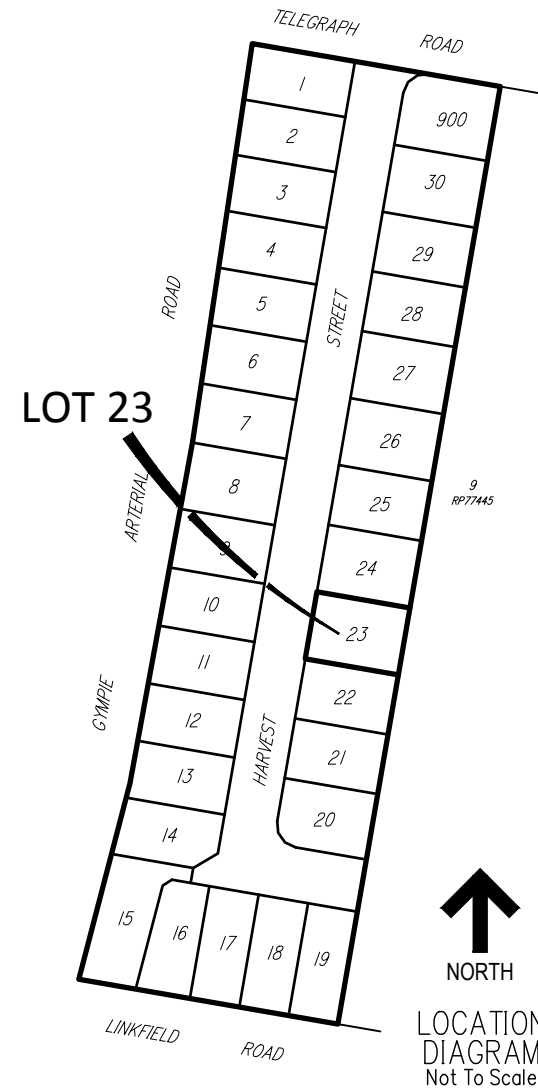 TELEGRAPH ROAD
1
900
2
30
3
29
4
28
ROAD
5
STREET
27
6
26
LOT 23
7
9
RP77445
25
8
ARTERIAL
24
9
10
23
11
22
GYMPIE
12
HARVEST
21
13
20
14
15
16
17
18
19
NORTH
LINKFIELD ROAD
LOCATION
DIAGRAM
Not To Scale